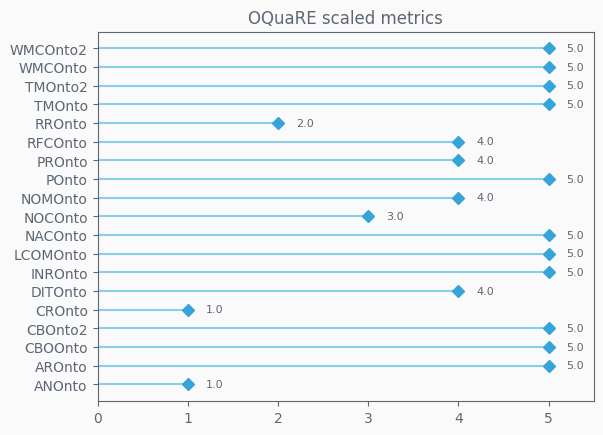 OQuaRE scaled metrics
WMCOnto2 5.0
WMCOnto 5.0
TMOnto2 5.0
TMOnto 5.0
RROnto 2.0
RFCOnto 4.0
PROnto 4.0
POnto 5.0
NOMOnto 4.0
NOCOnto 3.0
NACOnto 5.0
LCOMOnto 5.0
INROnto 5.0
DITOnto 4.0
CROnto 1.0
CBOnto2 5.0
CBOOnto 5.0
AROnto 5.0
ANOnto 1.0
0 1 2 3 4 5